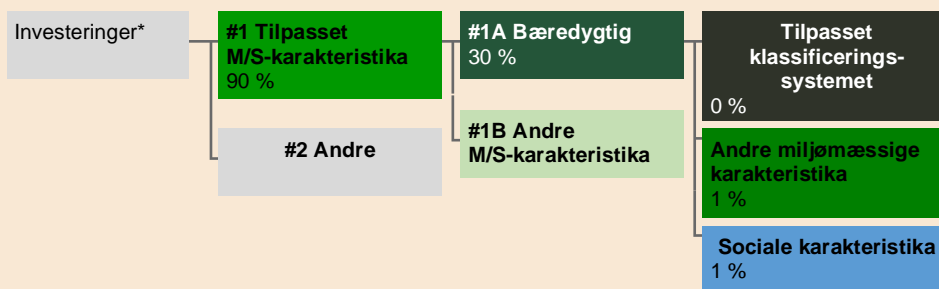 Investeringer*
#1 Tilpasset
M/S-karakteristika
90 %
#2 Andre
#1A Bæredygtig
30 %
#1B Andre
M/S-karakteristika
Tilpasset
klassificerings-
systemet
0 %
Andre miljømæssige
karakteristika
1 %
Sociale karakteristika
1 %